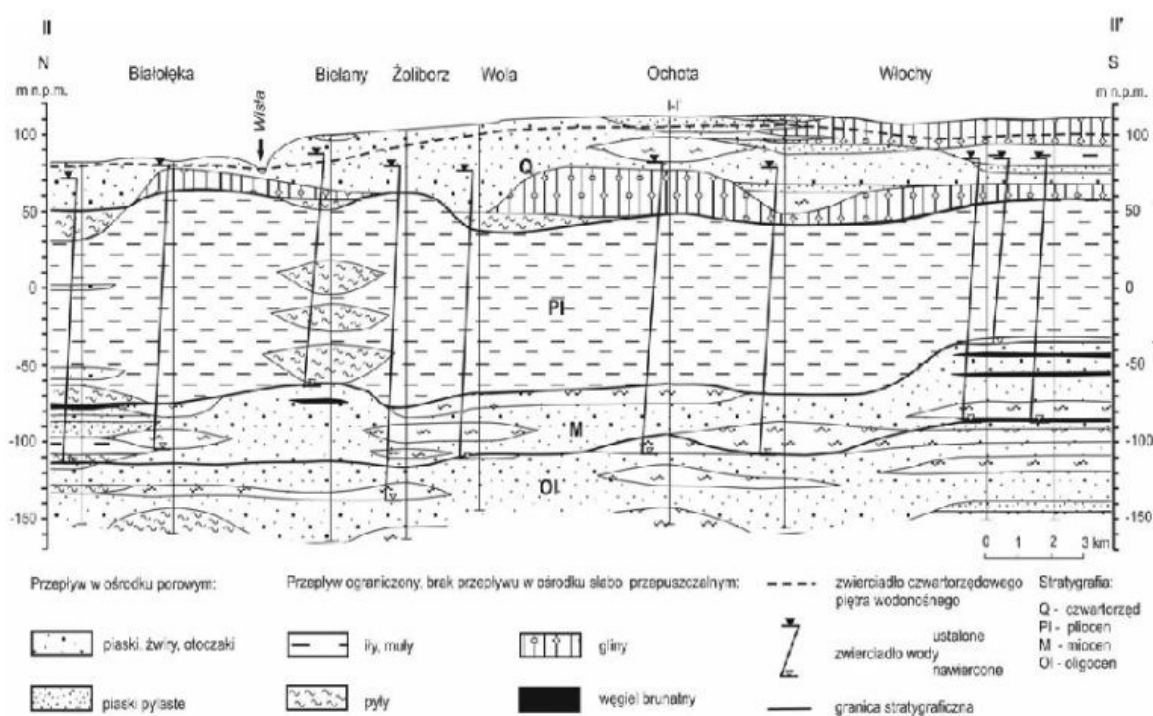 II II'
N S
Białołęka Bielany Żoliborz Wola Ochota Włochy
m n.p.m. m n.p.m.
Wisła
I-I'
100 100
Q
50 50
0 0
Pl
-50 -50
M
-100 -100
Ol
-150 -150
0 1 2 3 km
Przepływ w ośrodku porowym:
piaski, żwiry, otoczaki
piaski pylaste
Przepływ ograniczony, brak przepływu w ośrodku słabo przepuszczalnym:
iły, muły
pyły
gliny
węgiel brunatny
zwierciadło czwartorzędowego
piętra wodonośnego
ustalone
zwierciadło wody
nawiercone
granica stratygraficzna
Stratygrafia:
Q - czwartorzęd
Pl - pliocen
M - miocen
Ol - oligocen